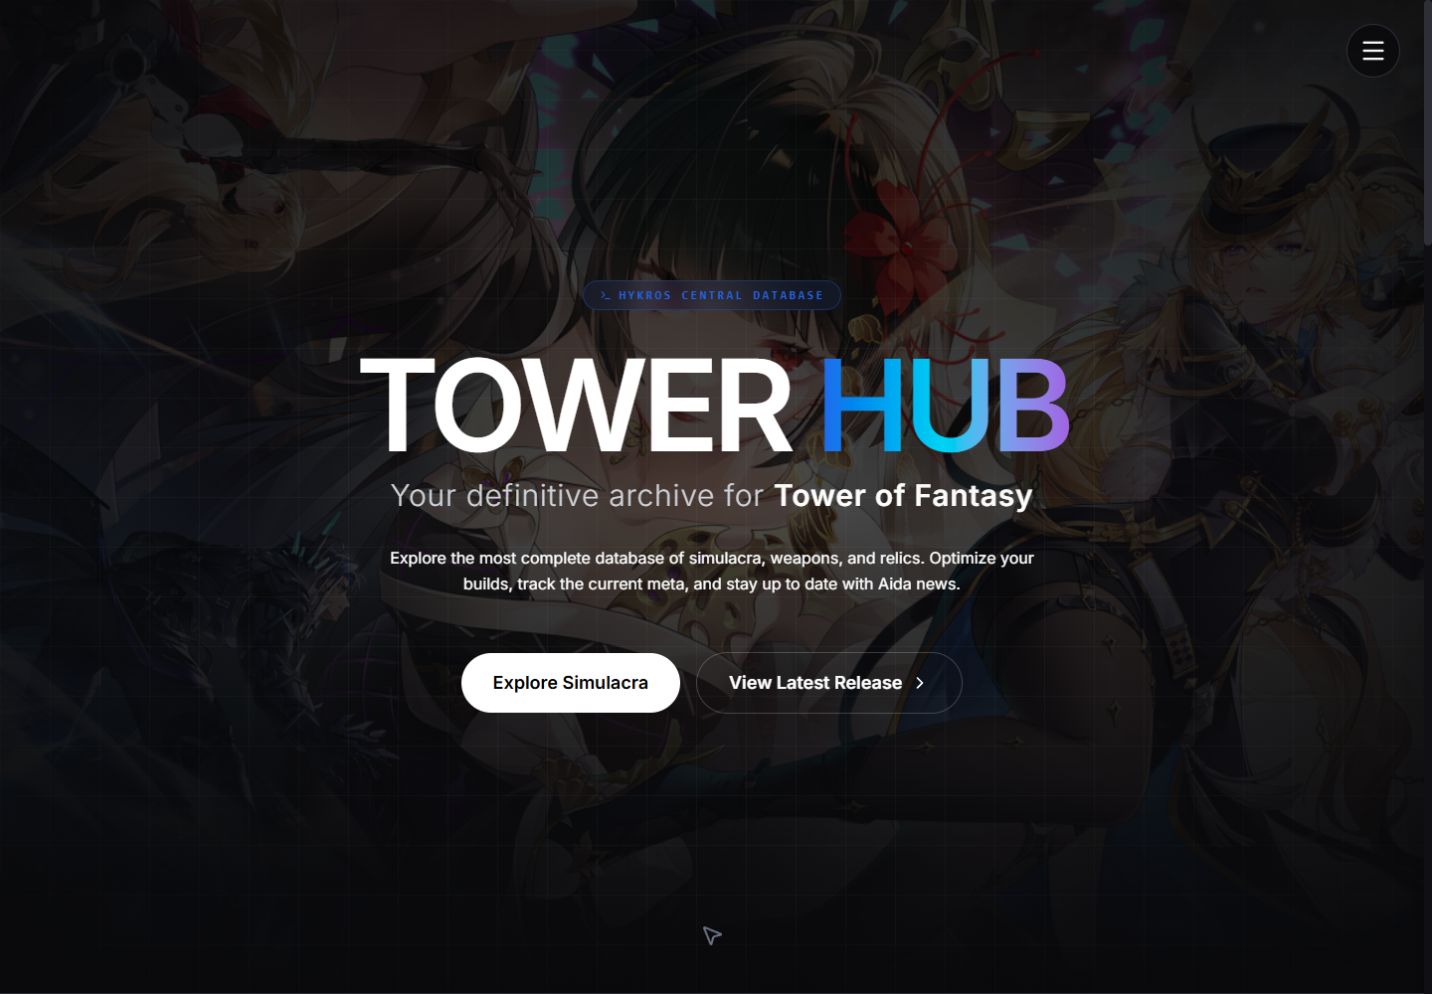 HYKROS CENTRAL DATABASE
TOWER HUB
Your definitive archive for Tower of Fantasy
Explore the most complete database of simulacra, weapons, and relics. Optimize your
builds, track the current meta, and stay up to date with Aida news.
Explore Simulacra
View Latest Release